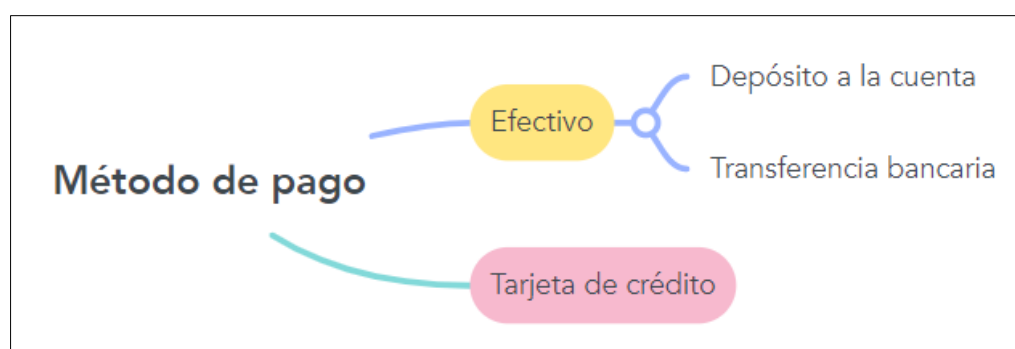 Método de pago
Efectivo
Depósito a la cuenta
Transferencia bancaria
Tarjeta de crédito